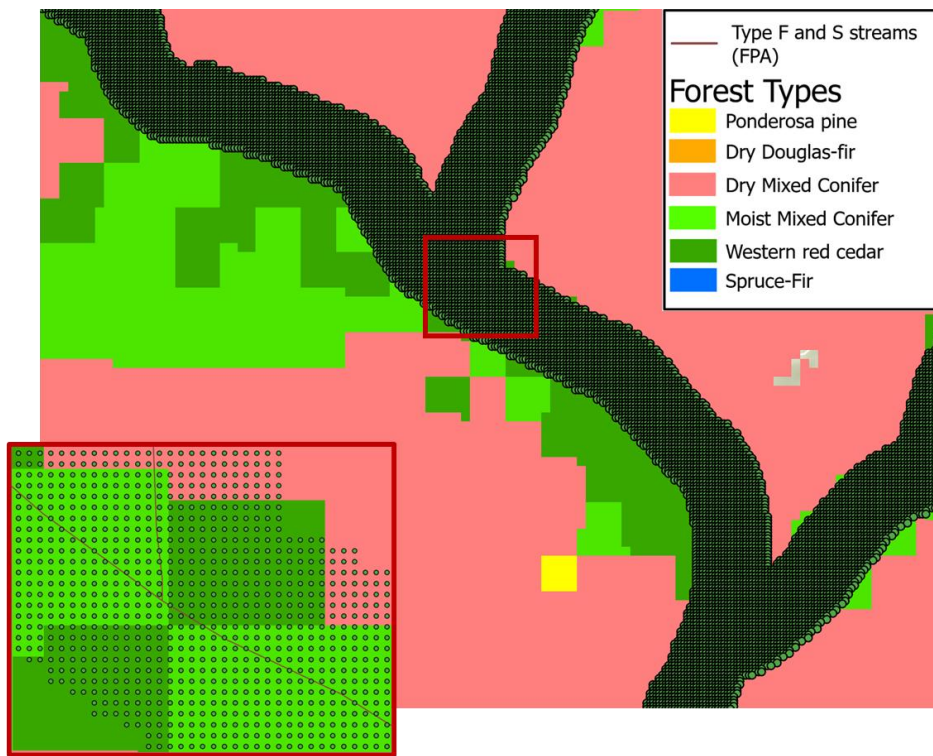 Type F and S streams
(FPA)
Forest Types
Ponderosa pine
Dry Douglas-fir
Dry Mixed Conifer
Moist Mixed Conifer
Western red cedar
Spruce-Fir